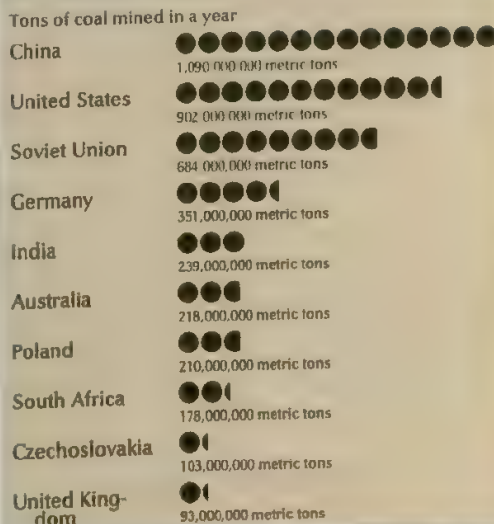 Tons of coal mined in a year
China
1,090 000 000 metric tons
United States
902 000 000 metric tons
Soviet Union
684 000,000 metric tons
Germany
351,000,000 metric tons
India
239,000,000 metric tons
Australia
218,000,000 metric tons
Poland
210,000,000 metric tons
South Africa
178,000,000 metric tons
Czechoslovakia
103,000,000 metric tons
United King-
dom
93,000,000 metric tons